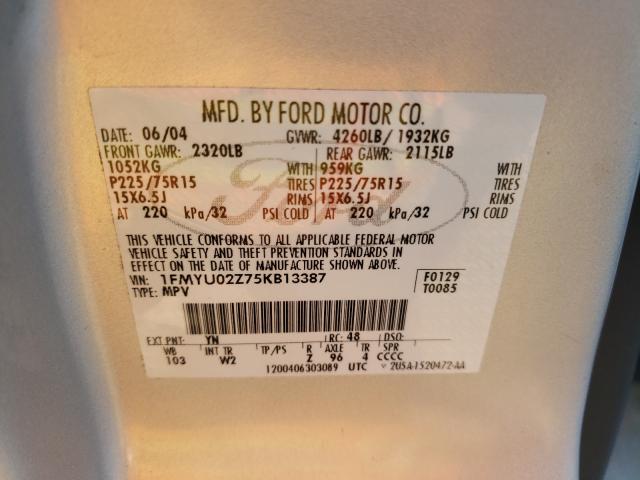 MFD. BY FORD MOTOR CO.
DATE: 06/04 GVWR: 4260LB/ 1932KG
FRONT GAWR: 2320LB REAR GAWR: 2115LB
1052KG WITH 959KG WITH
P225/75R15 TIRES P225/75R15 TIRES
15X6.5J RIMS 15X6.5J RIMS
AT 220 kPa/32 PSI COLD AT 220 kPa/32 PSI COLD
Ford
THIS VEHICLE CONFORMS TO ALL APPLICABLE FEDERAL MOTOR
VEHICLE SAFETY AND THEFT PREVENTION STANDARDS IN
EFFECT ON THE DATE OF MANUFACTURE SHOWN ABOVE.
VIN: 1FMYU02Z75KB13387 F0129
TYPE: MPV T0085
EXT PNT: YN RC: 48 DSO:
WB INT TR TP/PS R AXLE TR SPR
103 W2 Z 96 4 CCCC
1200406303089 UTC 2U5A-1520472-AA